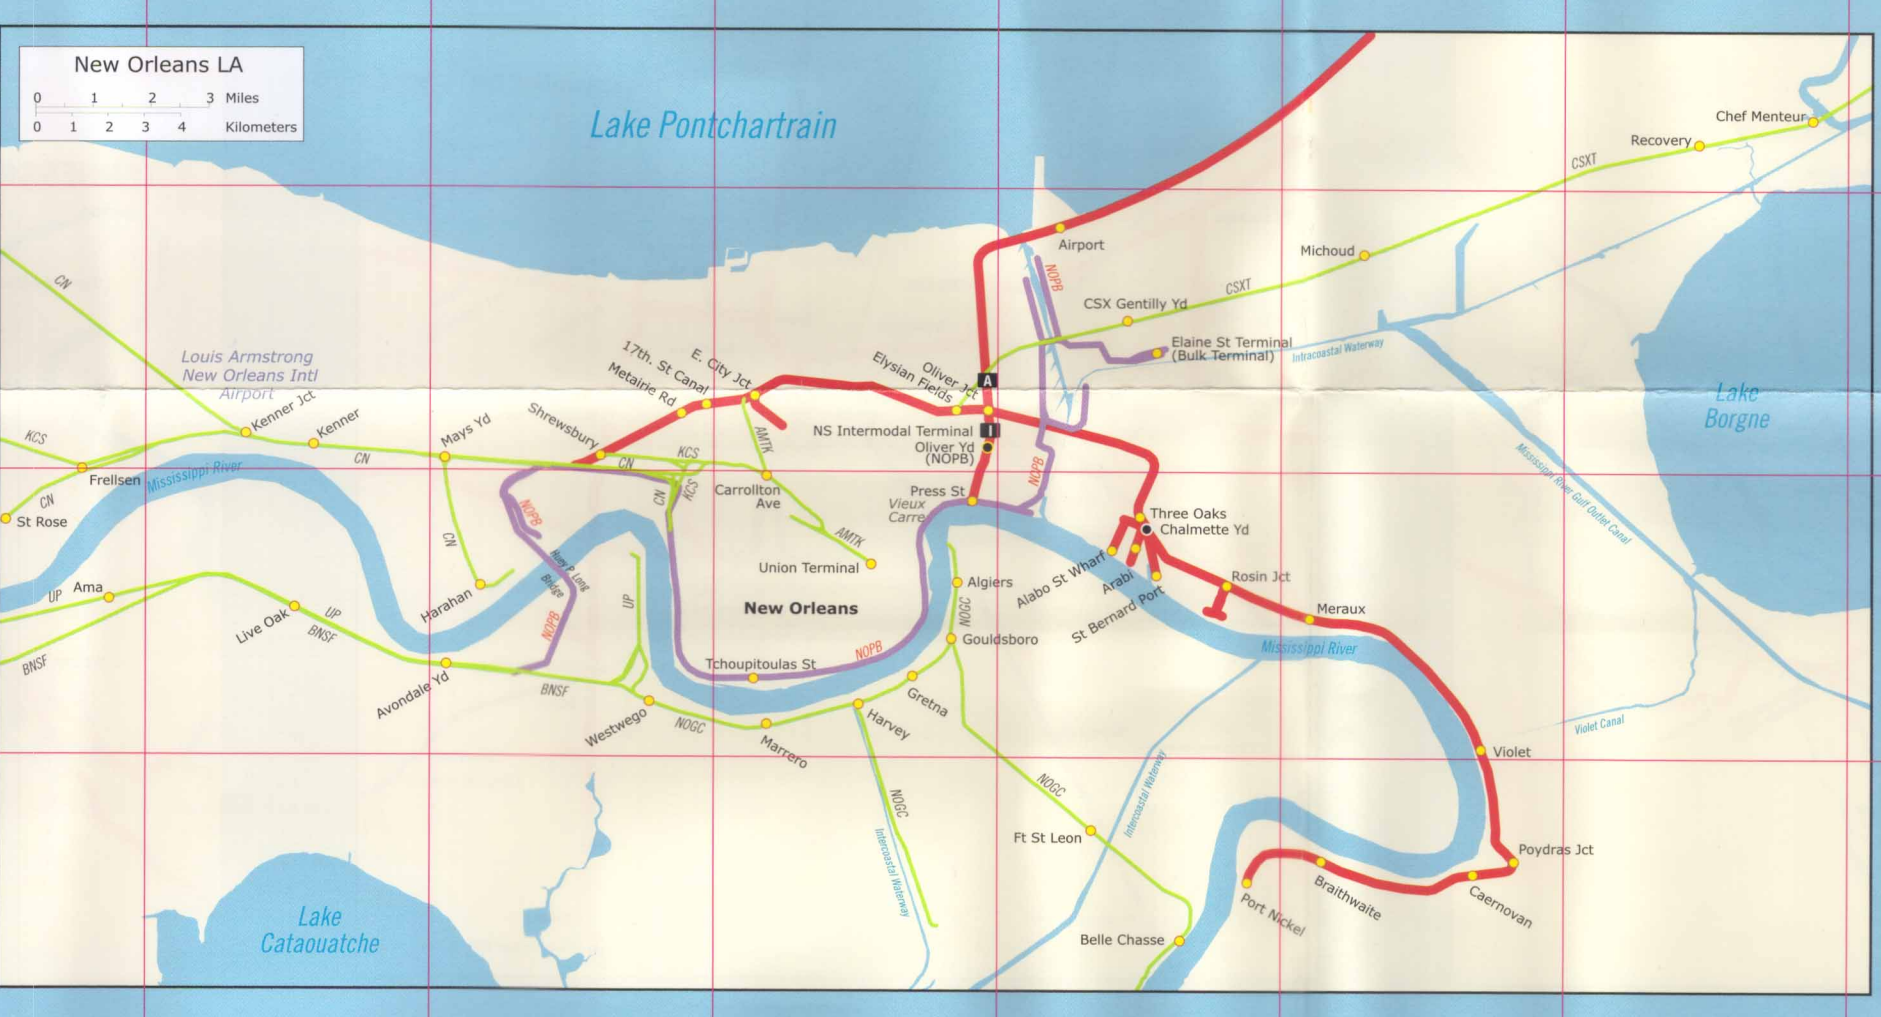 New Orleans LA
0 1 2 3 Miles
0 1 2 3 4 Kilometers
Lake Pontchartrain
Chef Menteur
Recovery
CSXT
Airport
Michoud
NOPB
CSXT
CSX Gentilly Yd
Elaine St Terminal
(Bulk Terminal)
Intracoastal Waterway
CN
Louis Armstrong
New Orleans Intl
Airport
17th. St Canal
E. City Jct
Metairie Rd
Elysian Fields
Oliver Jct
A
Lake
Borgne
Kenner Jct
Kenner
Mays Yd
Shrewsbury
AMTK
NS Intermodal Terminal
I
Oliver Yd
(NOPB)
KCS
CN
KCS
CN
Mississippi River
Frellsen
CN
St Rose
NOPB
CN
KCS
Carrollton
Ave
Press St
Vieux
Carre
NOPB
Mississippi River Gulf Outlet Canal
Three Oaks
Chalmette Yd
AMTK
CN
Huey P. Long
Bridge
Union Terminal
Alabo St Wharf
Arabi
St Bernard Port
Rosin Jct
UP
Ama
Harahan
UP
New Orleans
Algiers
NOGC
Meraux
Live Oak
UP
BNSF
NOPB
BNSF
Gouldsboro
Mississippi River
NOPB
Tchoupitoulas St
Avondale Yd
BNSF
Westwego
NOGC
Marrero
Harvey
Gretna
Violet Canal
Violet
NOGC
NOGC
Intercoastal Waterway
Intercoastal Waterway
Ft St Leon
Poydras Jct
Braithwaite
Caernovan
Port Nickel
Lake
Cataouatche
Belle Chasse